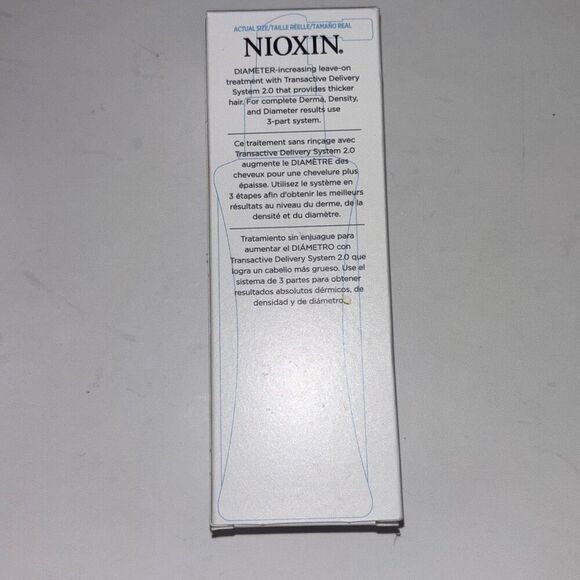 ACTUAL SIZE/TAILLE RÉELLE/TAMAÑO REAL
NIOXIN.
DIAMETER-increasing leave-on
treatment with Transactive Delivery
System 2.0 that provides thicker
hair. For complete Derma, Density,
and Diameter results use
3-part system.
Ce traitement sans rinçage avec
Transactive Delivery System 2.0
augmente le DIAMÈTRE des
cheveux pour une chevelure plus
épaisse. Utilisez le système en
3 étapes afin d'obtenir les meilleurs
résultats au niveau du derme, de la
densité et du diamètre.
Tratamiento sin enjuague para
aumentar el DIÁMETRO con
Transactive Delivery System 2.0 que
logra un cabello más grueso. Use el
sistema de 3 partes para obtener
resultados absolutos dérmicos, de
densidad y de diámetro.